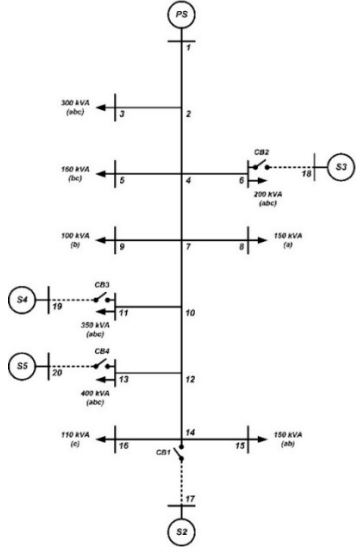 PS
1
300 kVA
(abc)
3
2
CB2
160 kVA
(bc)
5
4
6
18
S3
200 kVA
(abc)
100 kVA
(b)
9
7
8
150 kVA
(a)
S4
CB3
19
11
10
350 kVA
(abc)
S5
CB4
20
13
12
400 kVA
(abc)
14
110 kVA
(c)
16
CB1
15
150 kVA
(ab)
17
S2